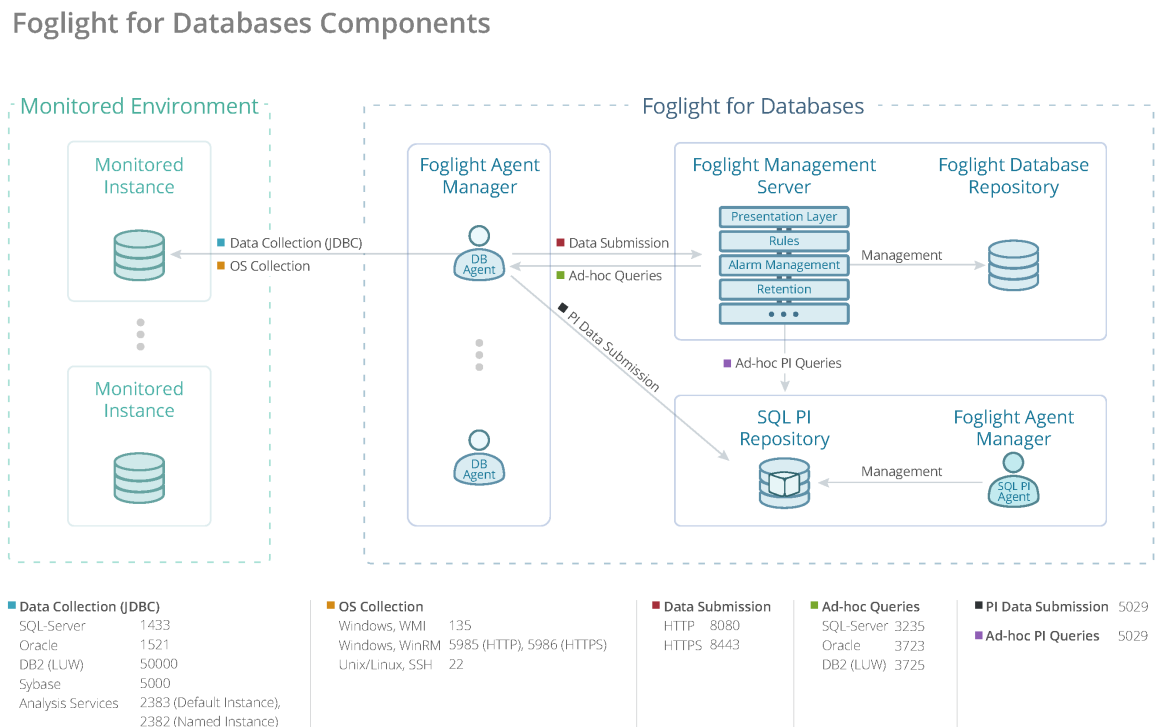 Foglight for Databases Components
Monitored Environment
Foglight for Databases
Monitored
Instance
Foglight Agent
Manager
Foglight Management
Server
Foglight Database
Repository
Presentation Layer
Rules
Alarm Management
Retention
Data Collection (JDBC)
OS Collection
DB
Agent
Data Submission
Ad-hoc Queries
Management
PI Data Submission
Ad-hoc PI Queries
Monitored
Instance
DB
Agent
SQL PI
Repository
Foglight Agent
Manager
Management
SQL PI
Agent
Data Collection (JDBC)
SQL-Server 1433
Oracle 1521
DB2 (LUW) 50000
Sybase 5000
Analysis Services 2383 (Default Instance),
2382 (Named Instance)
OS Collection
Windows, WMI 135
Windows, WinRM 5985 (HTTP), 5986 (HTTPS)
Unix/Linux, SSH 22
Data Submission
HTTP 8080
HTTPS 8443
Ad-hoc Queries
SQL-Server 3235
Oracle 3723
DB2 (LUW) 3725
PI Data Submission 5029
Ad-hoc PI Queries 5029